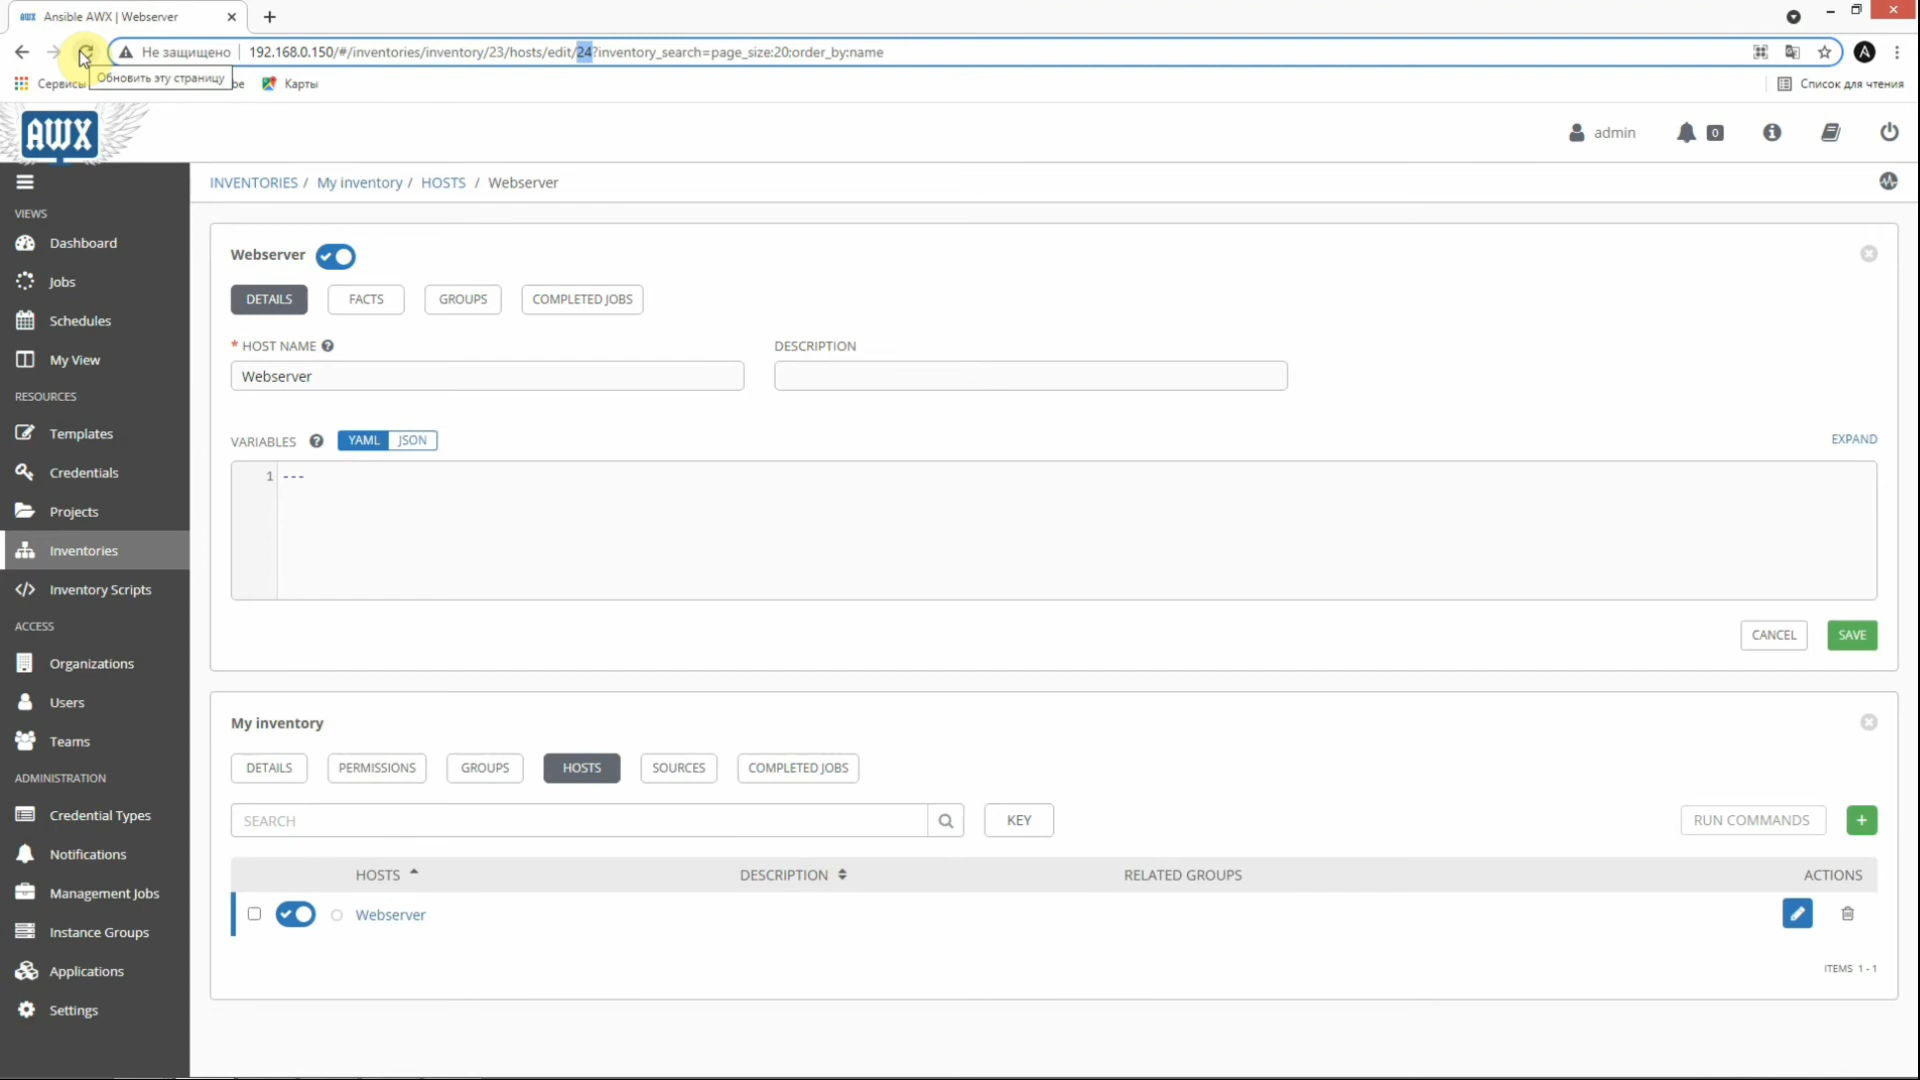 Ansible AWX | Webserver
Не защищено
192.168.0.150/#/inventories/inventory/23/hosts/edit/24?inventory_search=page_size:20;order_by:name
Сервисы
Обновить эту страницу
be
Карты
Список для чтения
AWX
admin
0
VIEWS
Dashboard
Jobs
Schedules
My View
RESOURCES
Templates
Credentials
Projects
Inventories
Inventory Scripts
ACCESS
Organizations
Users
Teams
ADMINISTRATION
Credential Types
Notifications
Management Jobs
Instance Groups
Applications
Settings
INVENTORIES / My inventory / HOSTS / Webserver
Webserver
DETAILS FACTS GROUPS COMPLETED JOBS
* HOST NAME DESCRIPTION
Webserver
VARIABLES YAML JSON EXPAND
1 ---
CANCEL SAVE
My inventory
DETAILS PERMISSIONS GROUPS HOSTS SOURCES COMPLETED JOBS
SEARCH KEY RUN COMMANDS +
HOSTS DESCRIPTION RELATED GROUPS ACTIONS
Webserver
ITEMS 1 - 1